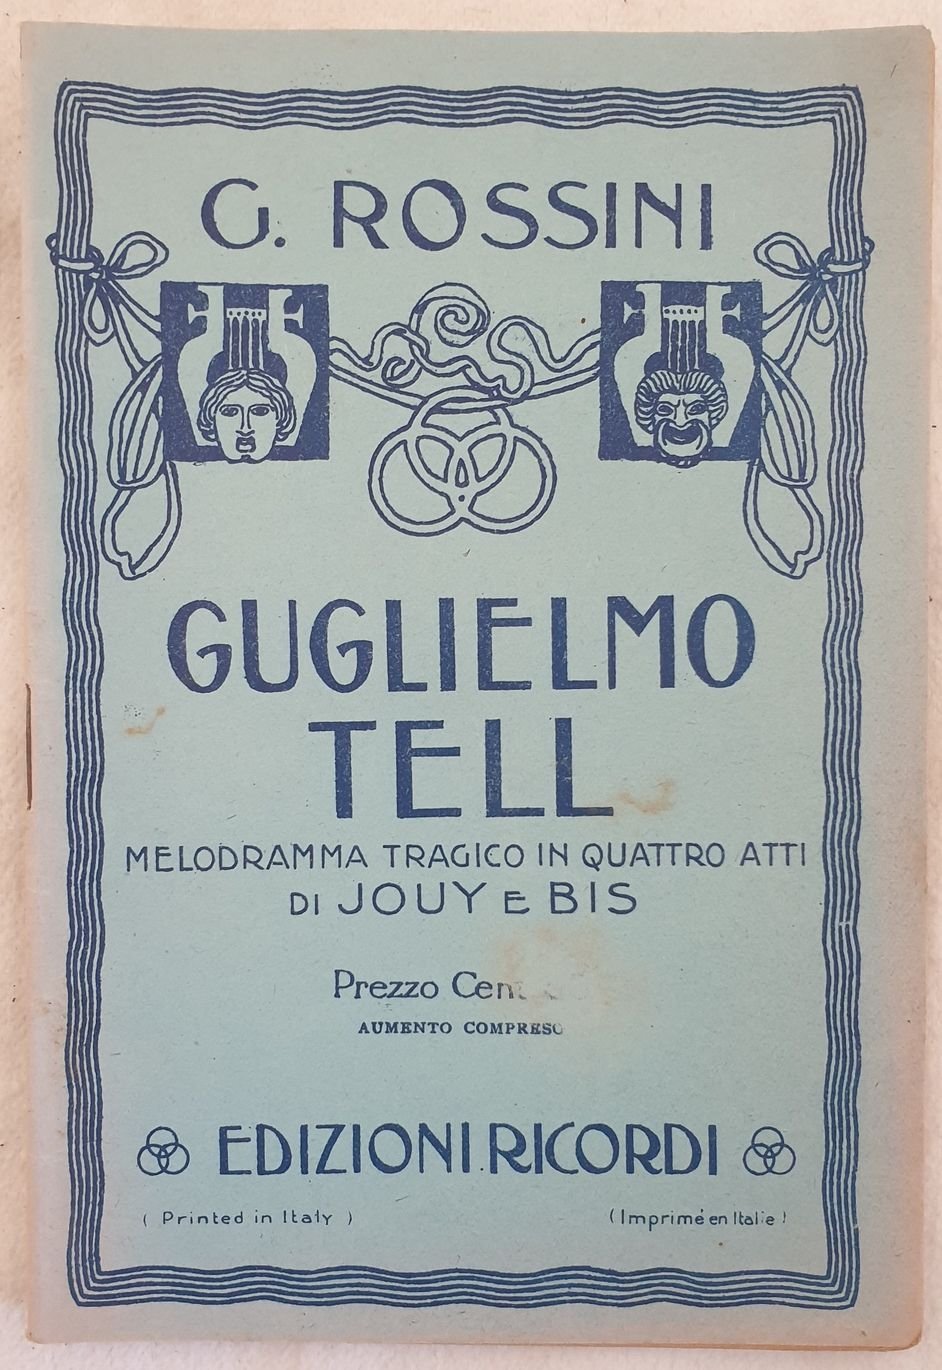 G. ROSSINI
GUGLIELMO
TELL
MELODRAMMA TRAGICO IN QUATTRO ATTI
DI JOUY E BIS
Prezzo Cent
AUMENTO COMPRESO
EDIZIONI RICORDI
( Printed in Italy )
(Imprimé en Italie)